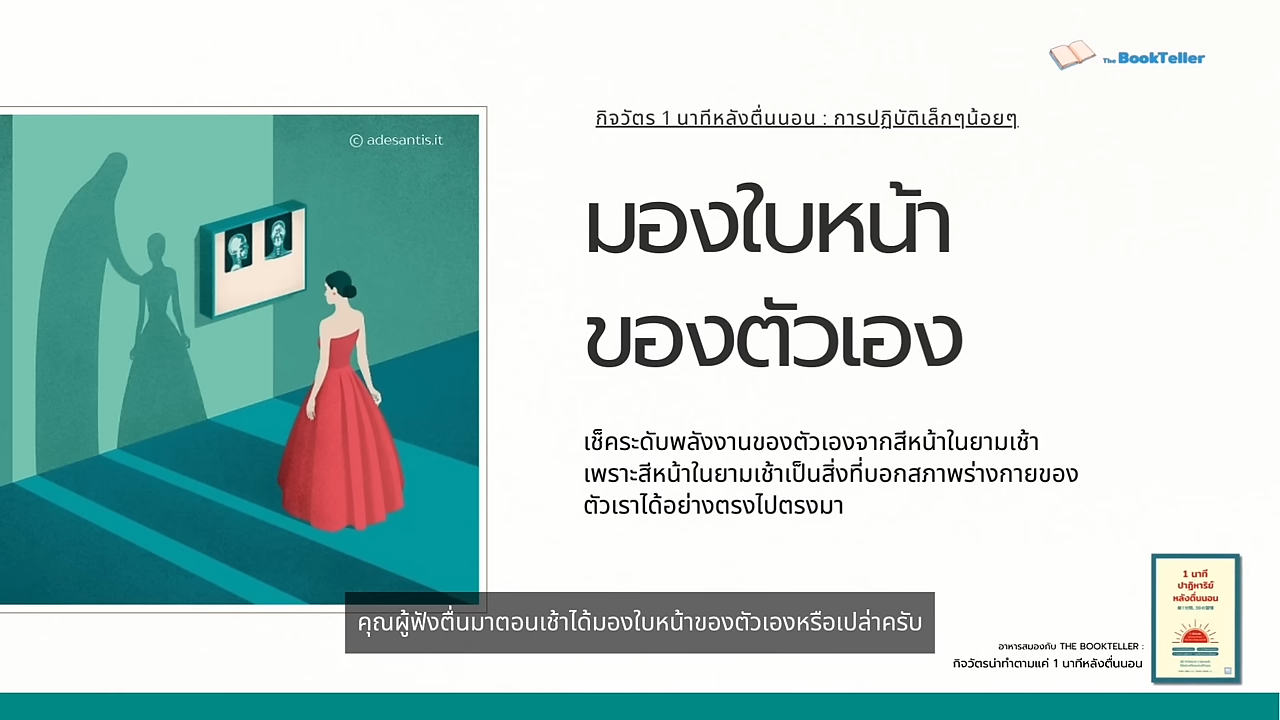 The BookTeller
© adesantis.it
กิจวัตร 1 นาทีหลังตื่นนอน : การปฏิบัติเล็กๆน้อยๆ
มองใบหน้า
ของตัวเอง
เช็คระดับพลังงานของตัวเองจากสีหน้าในยามเช้า
เพราะสีหน้าในยามเช้าเป็นสิ่งที่บอกสภาพร่างกายของ
ตัวเราได้อย่างตรงไปตรงมา
คุณผู้ฟังตื่นมาตอนเช้าได้มองใบหน้าของตัวเองหรือเปล่าครับ
อาหารสมองกับ THE BOOKTELLER :
กิจวัตรน่าทำตามแค่ 1 นาทีหลังตื่นนอน
1 นาที
ปาฏิหาริย์
หลังตื่นนอน